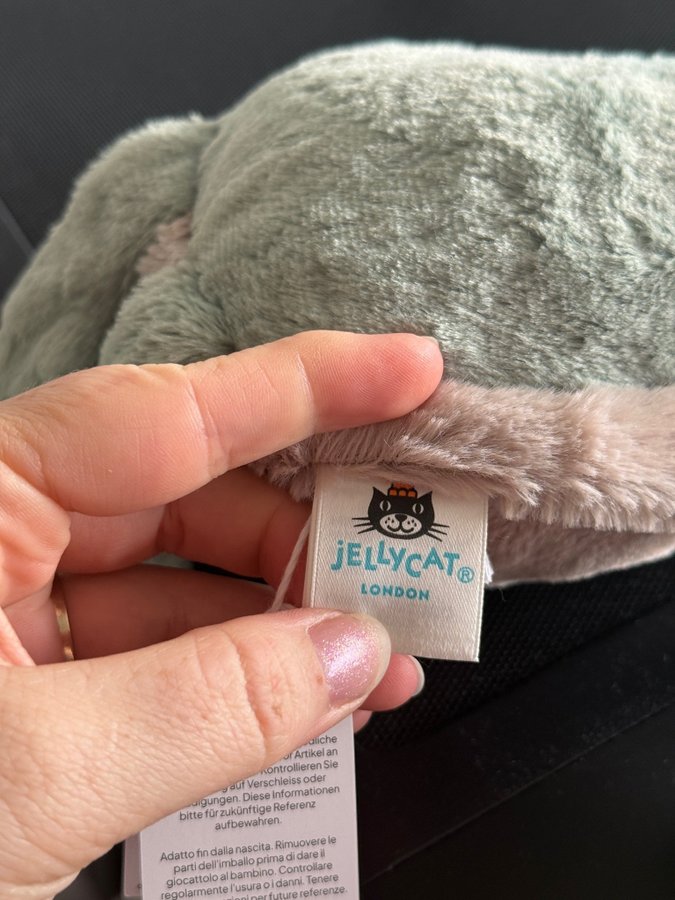 jELLYCAT®
LONDON
Artikel an
Kontrollieren Sie
auf Verschleiss oder
Diese Informationen
bitte für zukünftige Referenz
aufbewahren.
Adatto fin dalla nascita. Rimuovere le
parti dell'imballo prima di dare il
giocattolo al bambino. Controllare
regolarmente l'usura o i danni. Tenere
per future referenze.